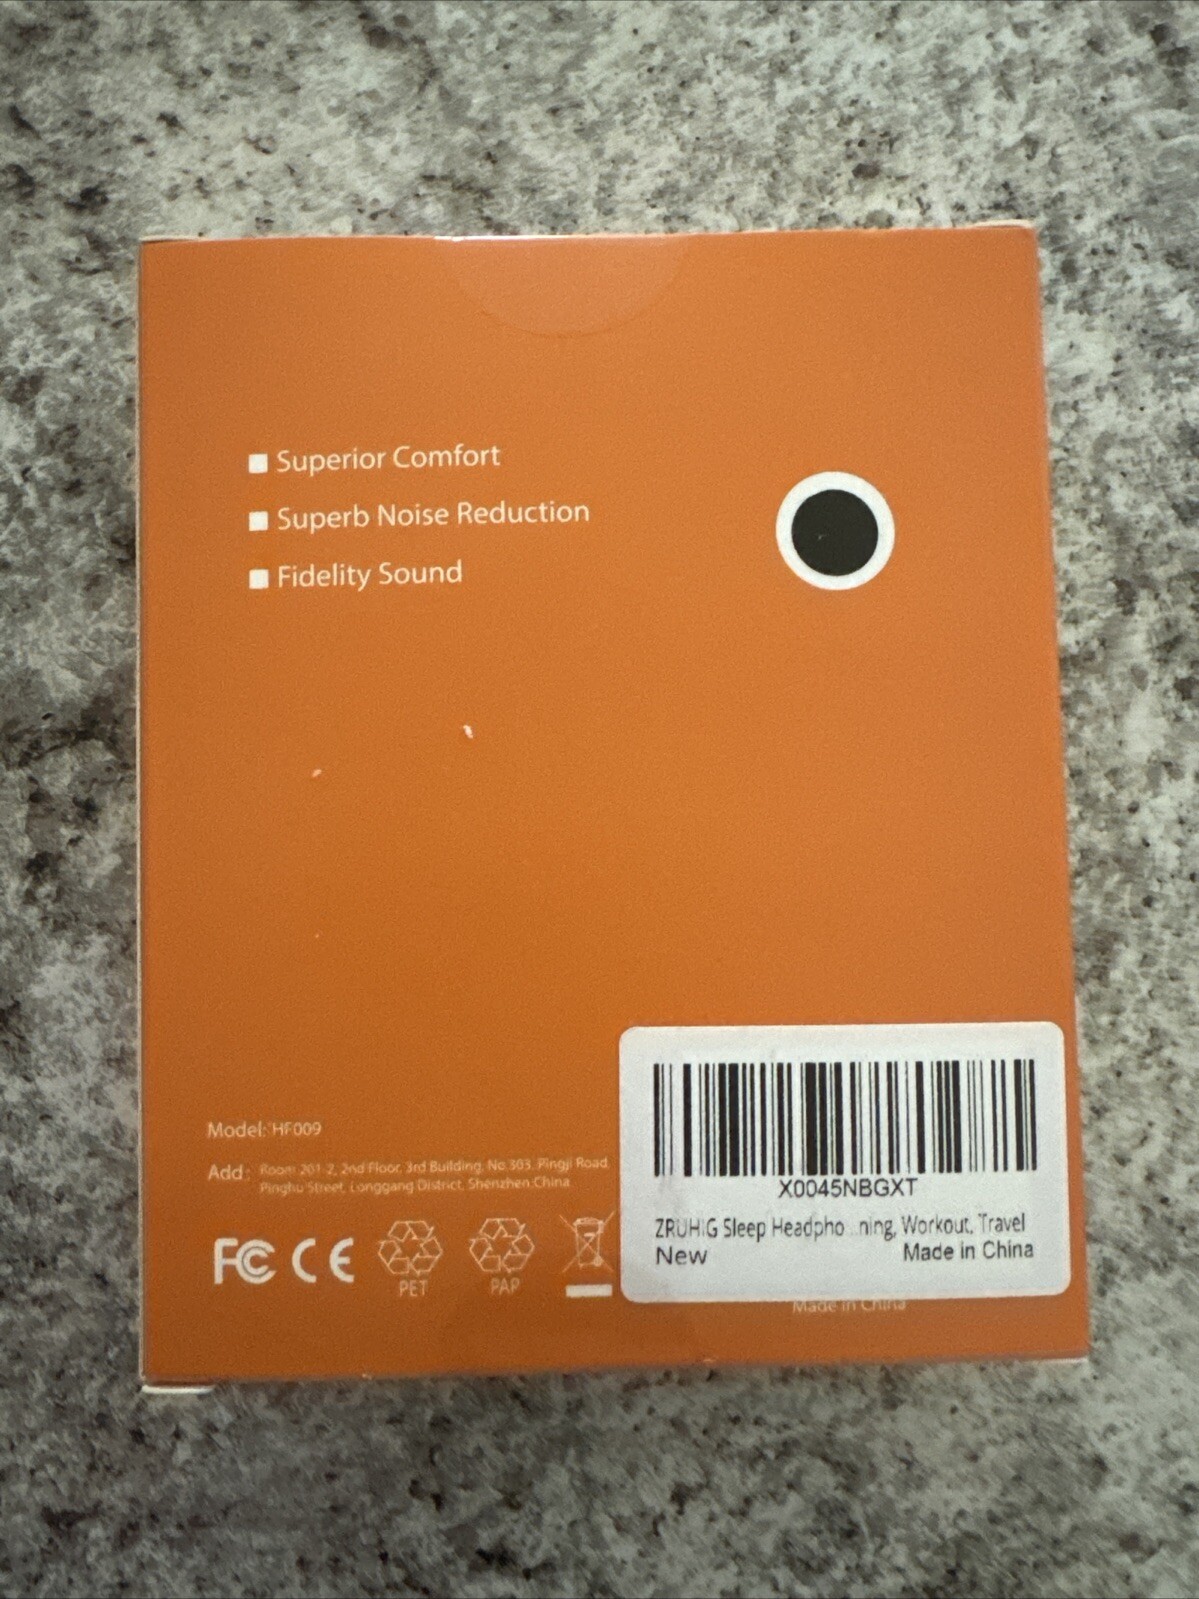 Superior Comfort
Superb Noise Reduction
Fidelity Sound
Model: HF009
Add: Room 201-2, 2nd Floor, 3rd Building, No.303, Pingji Road,
Pinghu Street, Longgang District, Shenzhen,China
FC CE
PET PAP
X0045NBGXT
ZRUHIG Sleep Headpho...ning, Workout, Travel
New Made in China
Made in China